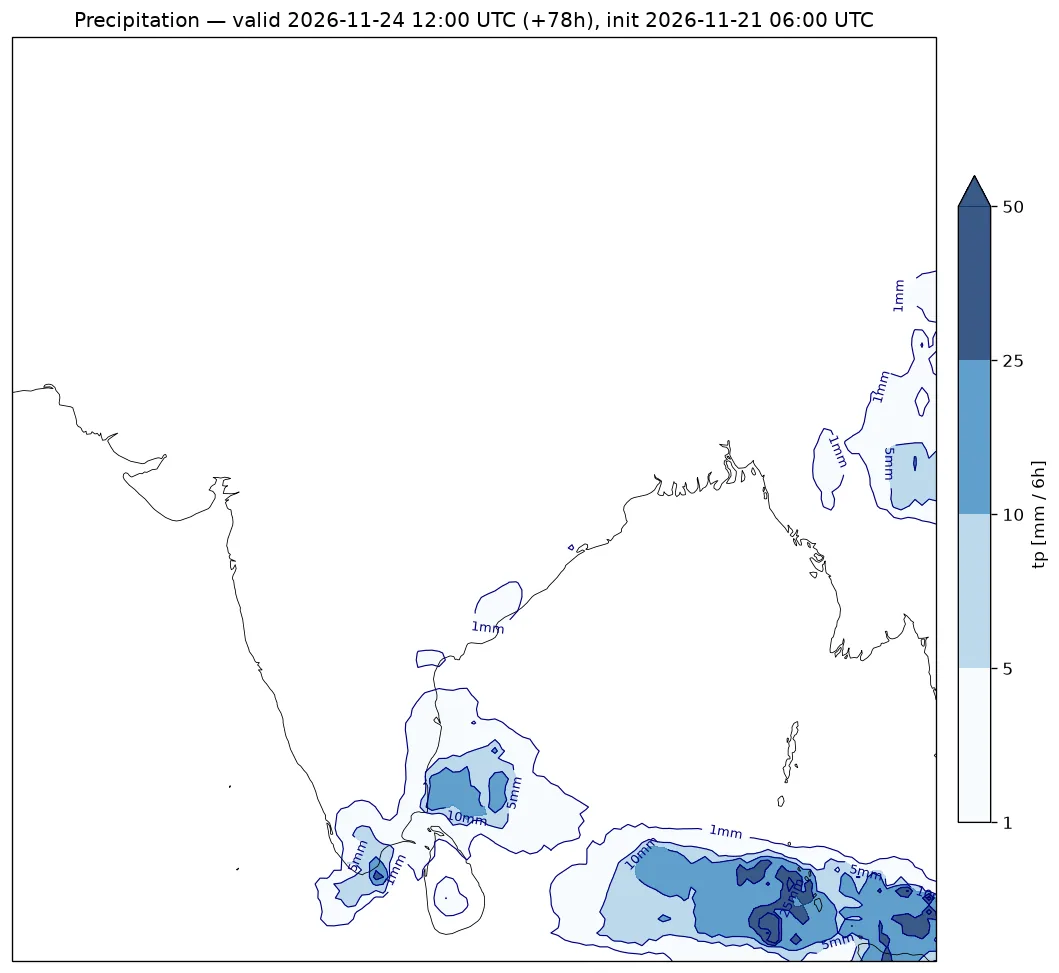 Precipitation — valid 2026-11-24 12:00 UTC (+78h), init 2026-11-21 06:00 UTC
50
1mm
25
1mm
1mm
5mm
tp [mm / 6h]
10
1mm
5
5mm
10mm
1mm
1
10mm
5mm
1mm
25mm
5mm